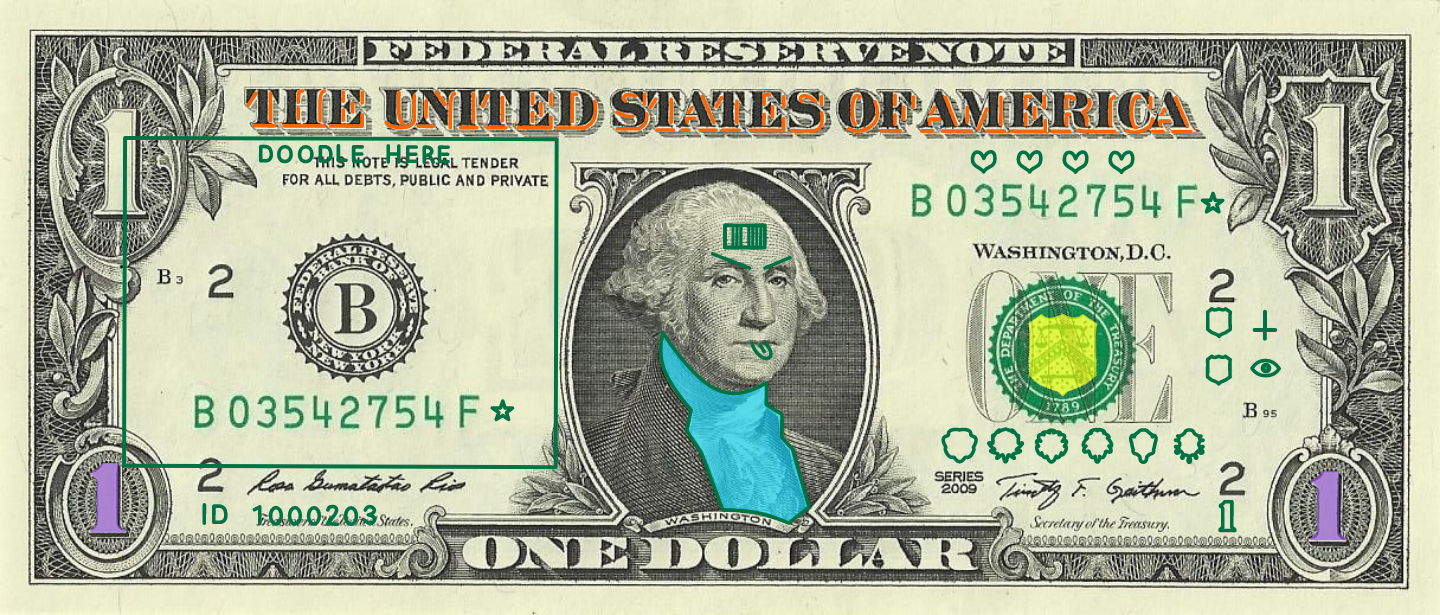 FEDERAL RESERVE NOTE
THE UNITED STATES OF AMERICA
1
1
DOODLE HERE
THIS NOTE IS LEGAL TENDER
FOR ALL DEBTS, PUBLIC AND PRIVATE
B 03542754 F
WASHINGTON, D.C.
B 3
2
FEDERAL RESERVE
BANK OF
B
NEW YORK
NEW YORK
ONE
THE DEPARTMENT OF THE TREASURY
1789
2
B 95
B 03542754 F
2
Rosa Gumataotao Rios
SERIES
2009
Timothy F. Geithner
2
ID 1000203
Treasurer of the United States.
WASHINGTON
Secretary of the Treasury.
1
1
1
ONE DOLLAR